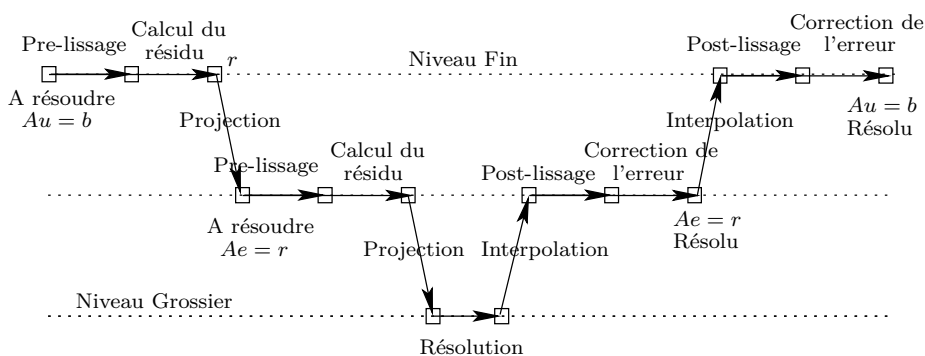 Pre-lissage
Calcul du
résidu
r
Niveau Fin
Post-lissage
Correction de
l'erreur
A résoudre
Au = b
Projection
Interpolation
Au = b
Résolu
Pre-lissage
Calcul du
résidu
Post-lissage
Correction de
l'erreur
A résoudre
Ae = r
Projection
Interpolation
Ae = r
Résolu
Niveau Grossier
Résolution